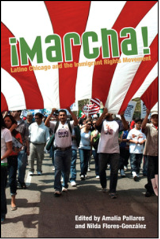 ¡Marcha!
Latino Chicago and the Immigrant Rights Movement
Edited by Amalia Pallares
and Nilda Flores-González